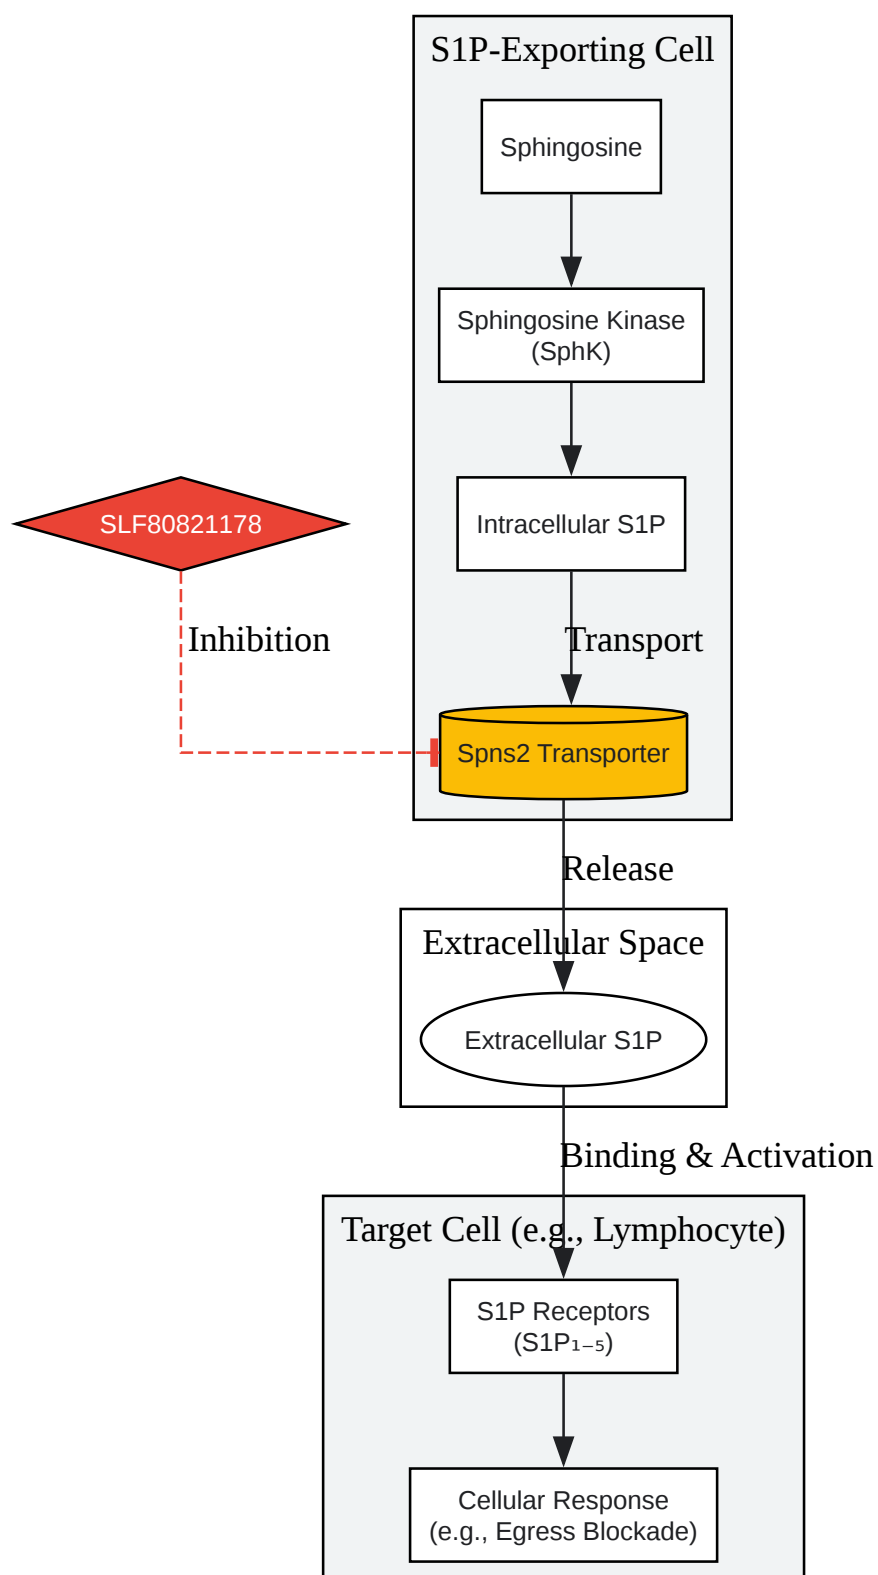 S1P-Exporting Cell
Sphingosine
Sphingosine Kinase
(SphK)
SLF80821178
Intracellular S1P
Inhibition
Transport
Spns2 Transporter
Release
Extracellular Space
Extracellular S1P
Binding & Activation
Target Cell (e.g., Lymphocyte)
S1P Receptors
(S1P₁₋₅)
Cellular Response
(e.g., Egress Blockade)